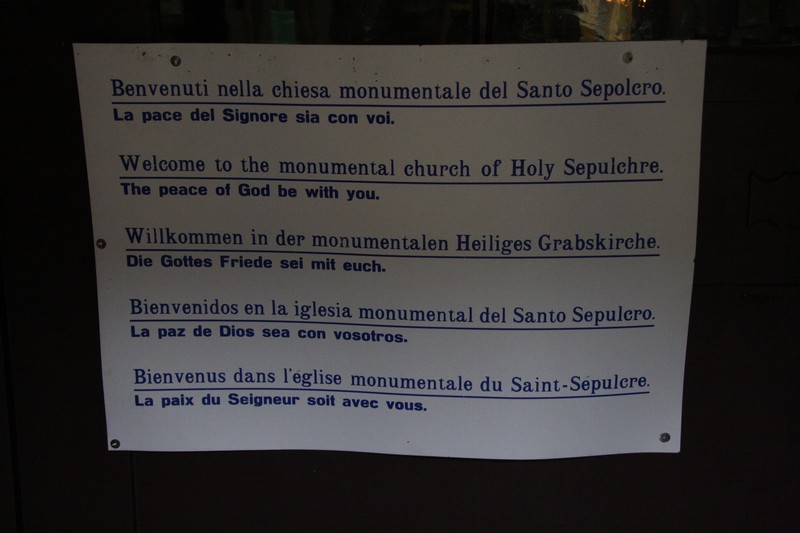 Benvenuti nella chiesa monumentale del Santo Sepolcro.
La pace del Signore sia con voi.
Welcome to the monumental church of Holy Sepulchre.
The peace of God be with you.
Willkommen in der monumentalen Heiliges Grabskirche.
Die Gottes Friede sei mit euch.
Bienvenidos en la iglesia monumental del Santo Sepulcro.
La paz de Dios sea con vosotros.
Bienvenus dans l'église monumentale du Saint-Sépulcre.
La paix du Seigneur soit avec vous.